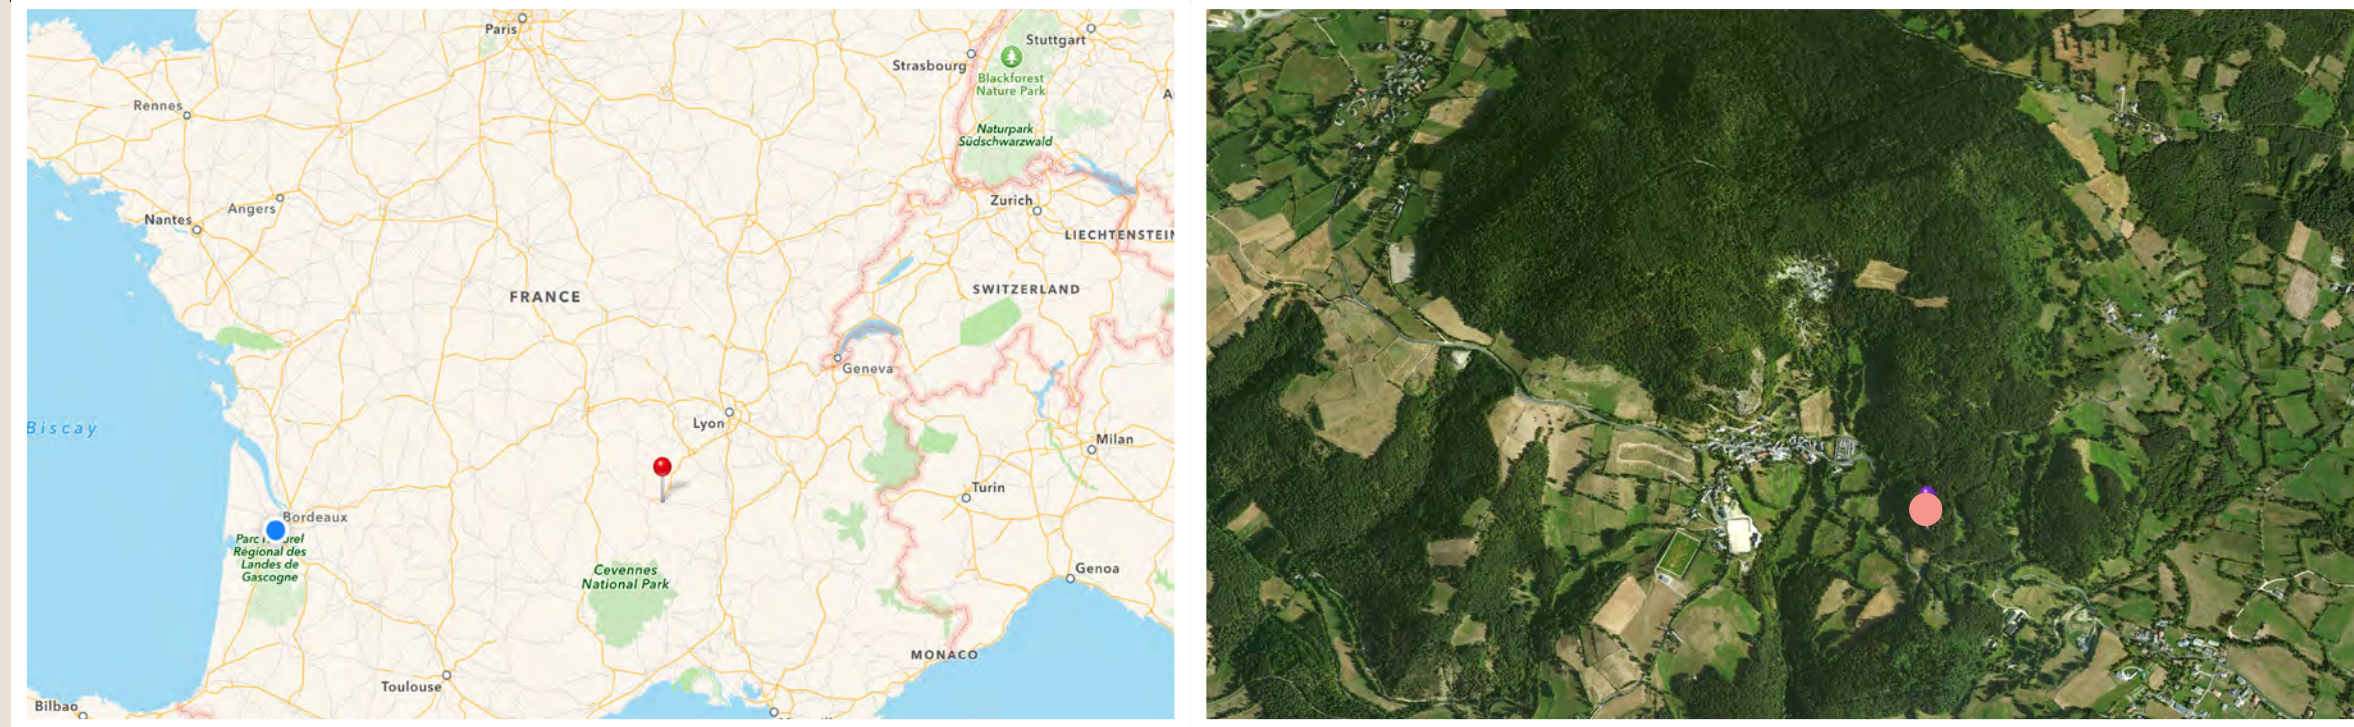 Paris
Stuttgart
Strasbourg
Blackforest
Nature Park
Rennes
Naturpark
Südschwarzwald
Zurich
Angers
Nantes
LIECHTENSTEIN
FRANCE
SWITZERLAND
Geneva
Lyon
Biscay
Milan
Turin
Bordeaux
Régional des
Landes de
Gascogne
Cevennes
National Park
Genoa
MONACO
Toulouse
Bilbao